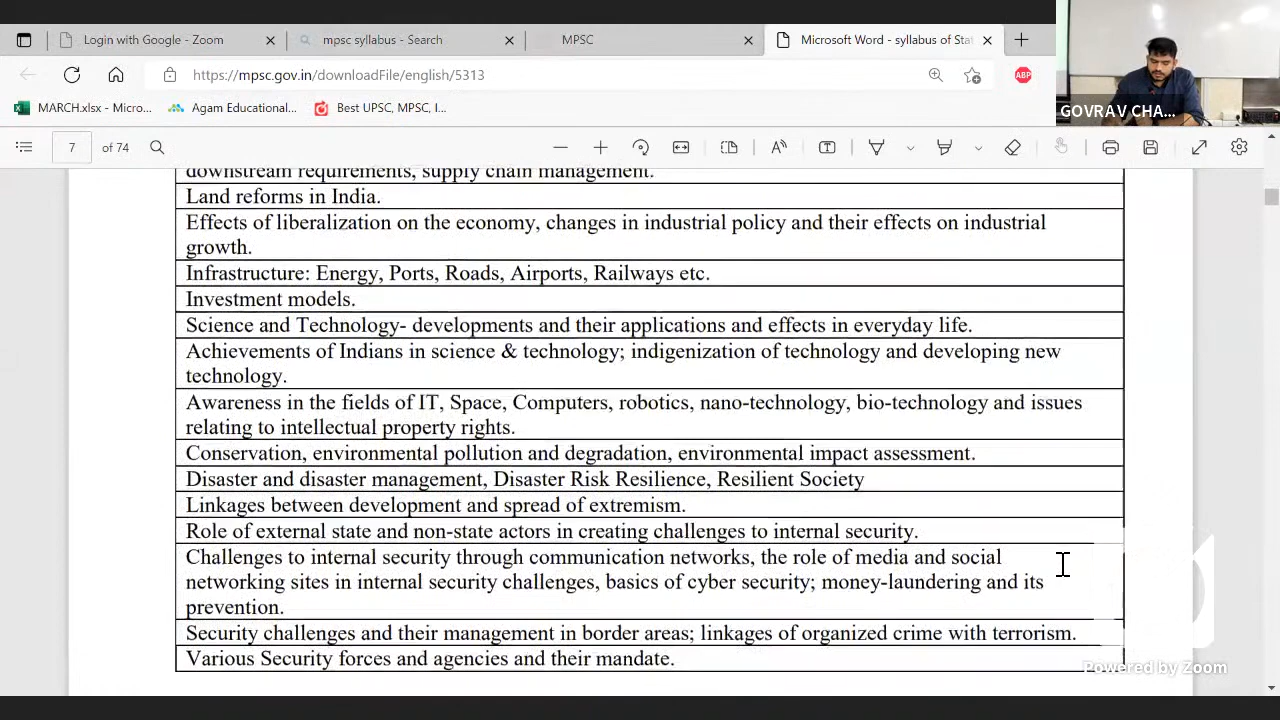 Login with Google - Zoom
mpsc syllabus - Search
MPSC
Microsoft Word - syllabus of Sta
https://mpsc.gov.in/downloadFile/english/5313
ABP
GOVRAV CHA...
MARCH.xlsx - Micro...
Agam Educational...
Best UPSC, MPSC, I...
7 of 74
downstream requirements, supply chain management.
Land reforms in India.
Effects of liberalization on the economy, changes in industrial policy and their effects on industrial
growth.
Infrastructure: Energy, Ports, Roads, Airports, Railways etc.
Investment models.
Science and Technology- developments and their applications and effects in everyday life.
Achievements of Indians in science & technology; indigenization of technology and developing new
technology.
Awareness in the fields of IT, Space, Computers, robotics, nano-technology, bio-technology and issues
relating to intellectual property rights.
Conservation, environmental pollution and degradation, environmental impact assessment.
Disaster and disaster management, Disaster Risk Resilience, Resilient Society
Linkages between development and spread of extremism.
Role of external state and non-state actors in creating challenges to internal security.
Challenges to internal security through communication networks, the role of media and social
networking sites in internal security challenges, basics of cyber security; money-laundering and its
prevention.
Security challenges and their management in border areas; linkages of organized crime with terrorism.
Various Security forces and agencies and their mandate.
Powered by Zoom